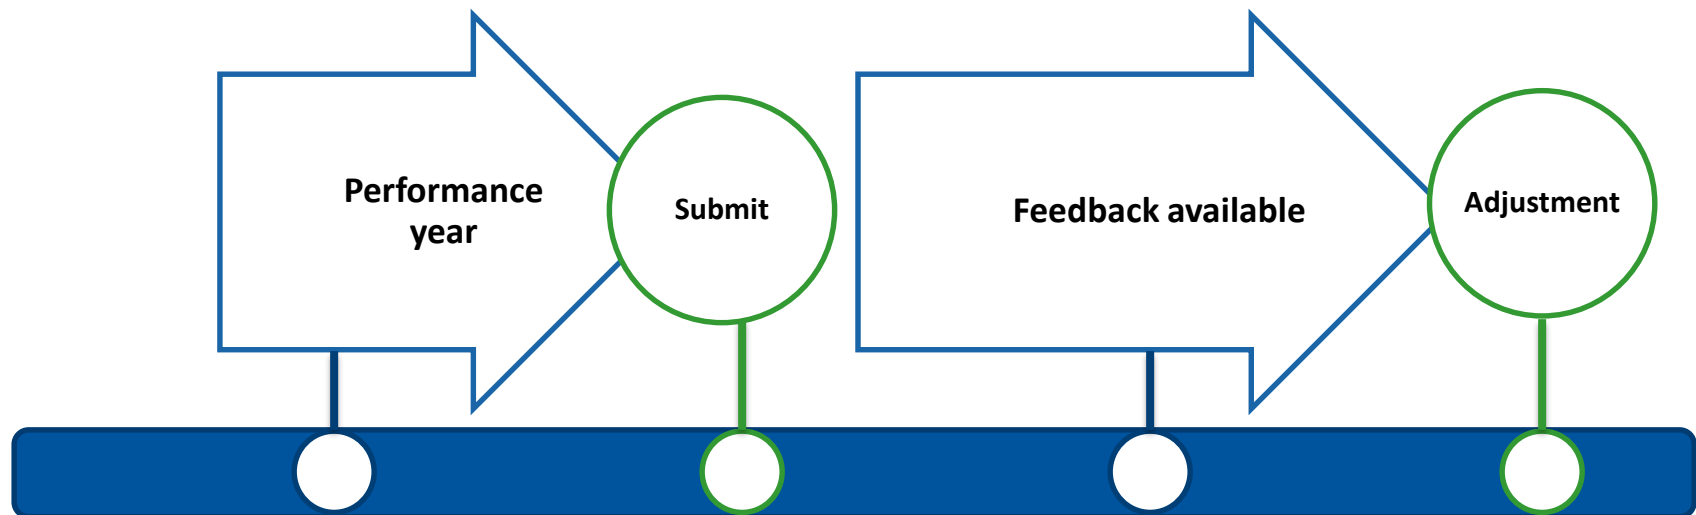 Performance
year
Submit
Feedback available
Adjustment